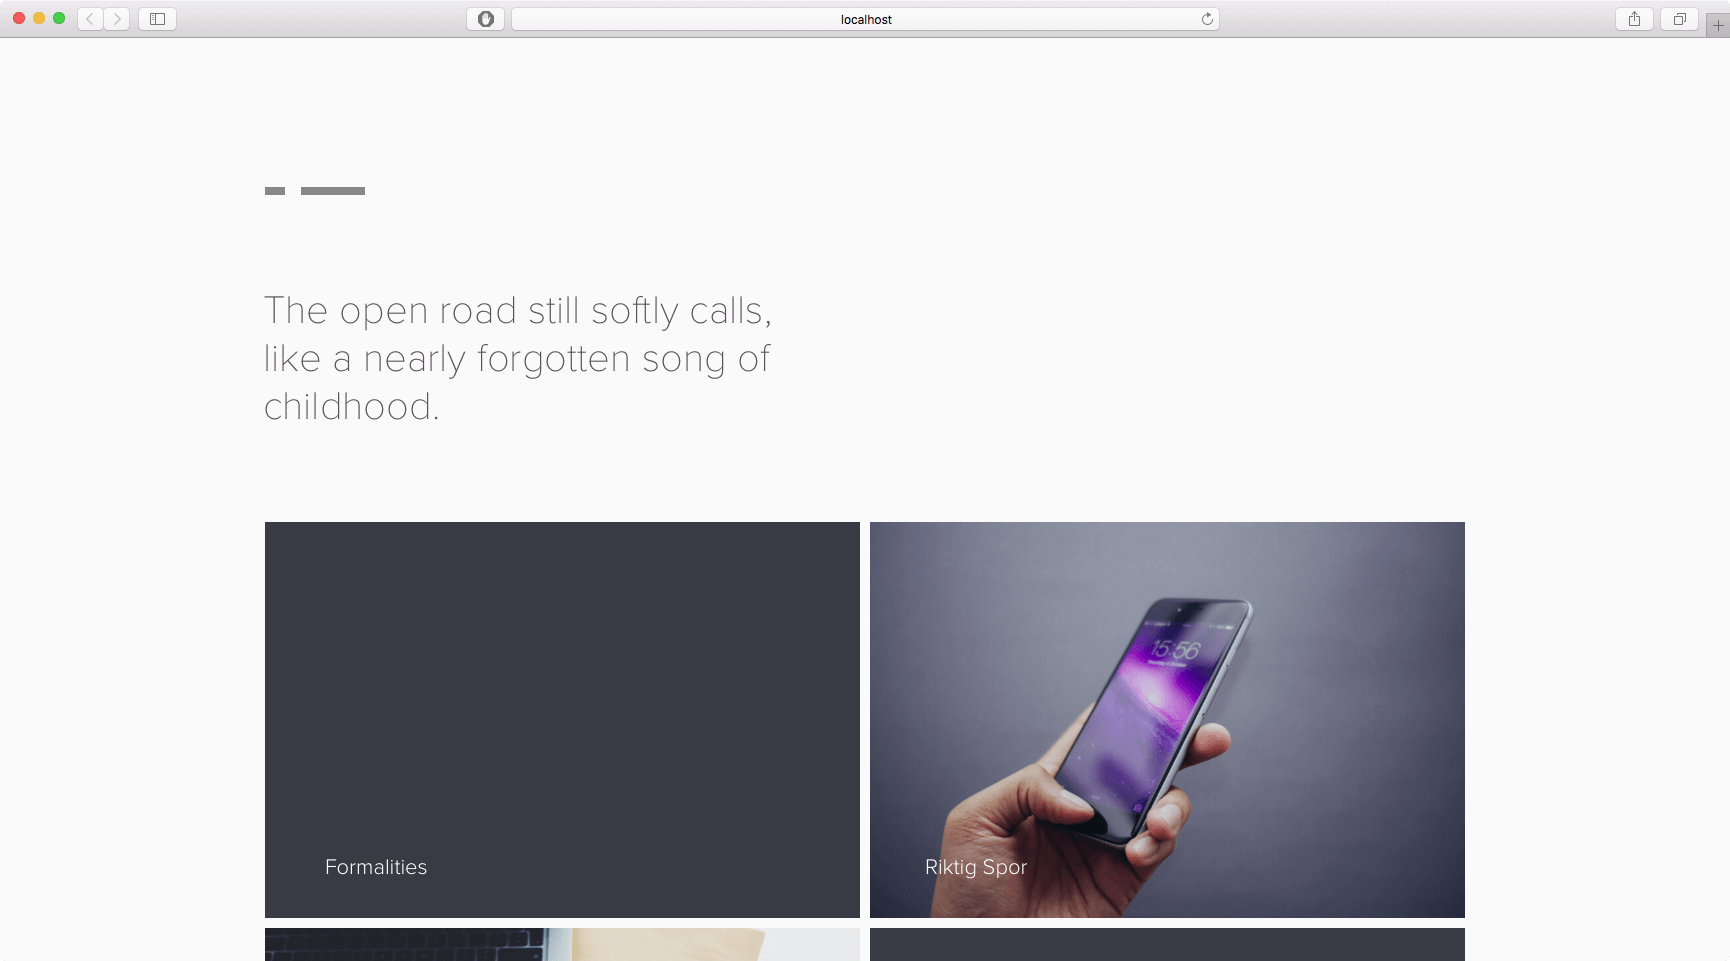 localhost
The open road still softly calls,
like a nearly forgotten song of
childhood.
15:56
Formalities
Riktig Spor